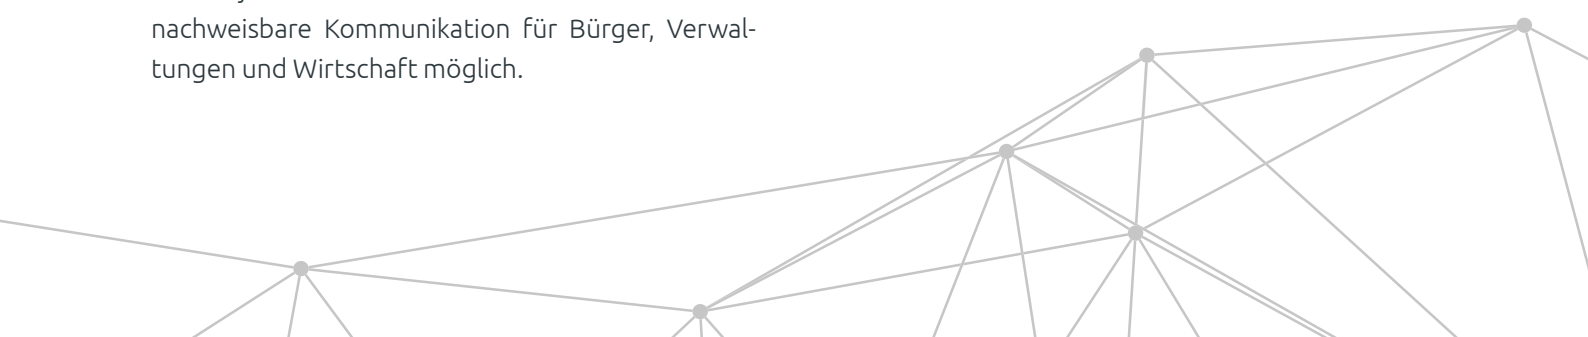 nachweisbare Kommunikation für Bürger, Verwal-
tungen und Wirtschaft möglich.